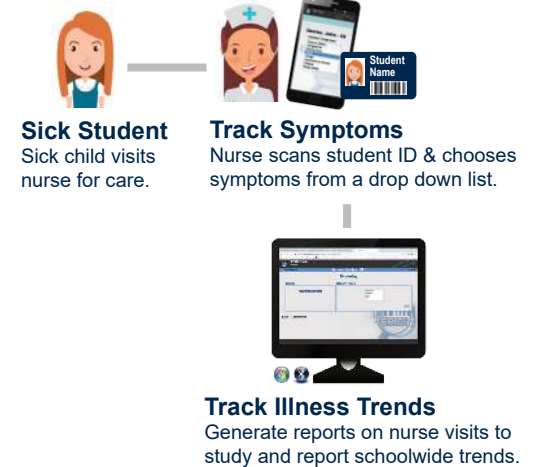 Student
Name
Sick Student
Sick child visits
nurse for care.
Track Symptoms
Nurse scans student ID & chooses
symptoms from a drop down list.
Track Illness Trends
Generate reports on nurse visits to
study and report schoolwide trends.